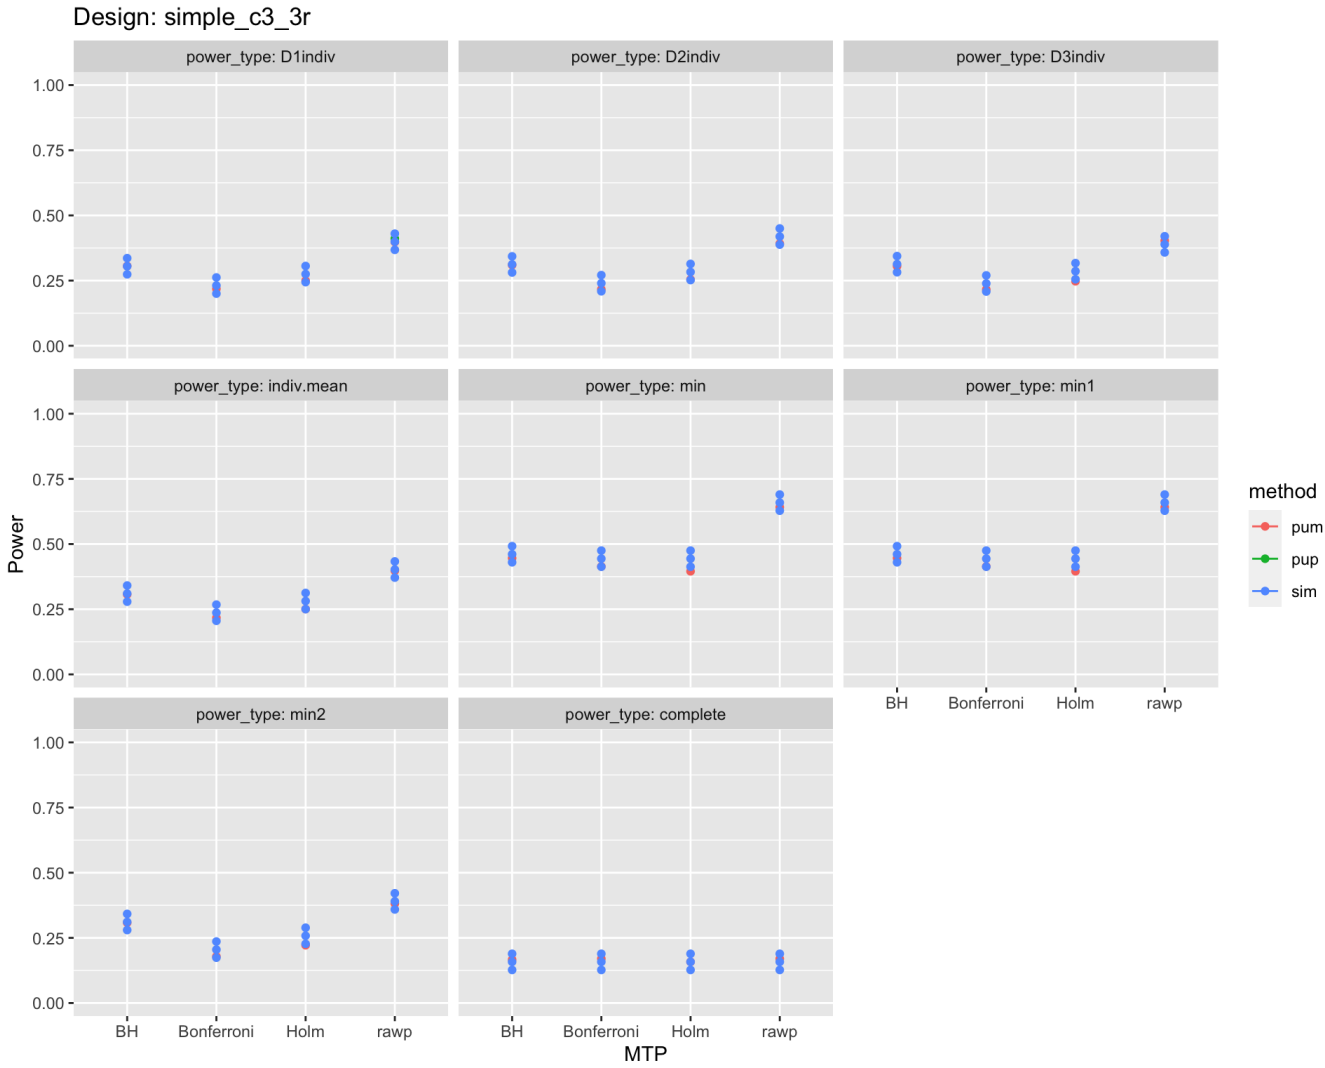 Design: simple_c3_3r
power_type: D1indiv
power_type: D2indiv
power_type: D3indiv
1.00
0.75
0.50
0.25
0.00
power_type: indiv.mean
power_type: min
power_type: min1
1.00
0.75
0.50
0.25
0.00
BH Bonferroni Holm rawp
power_type: min2
power_type: complete
1.00
0.75
0.50
0.25
0.00
BH Bonferroni Holm rawp
BH Bonferroni Holm rawp
MTP
Power
method
pum
pup
sim